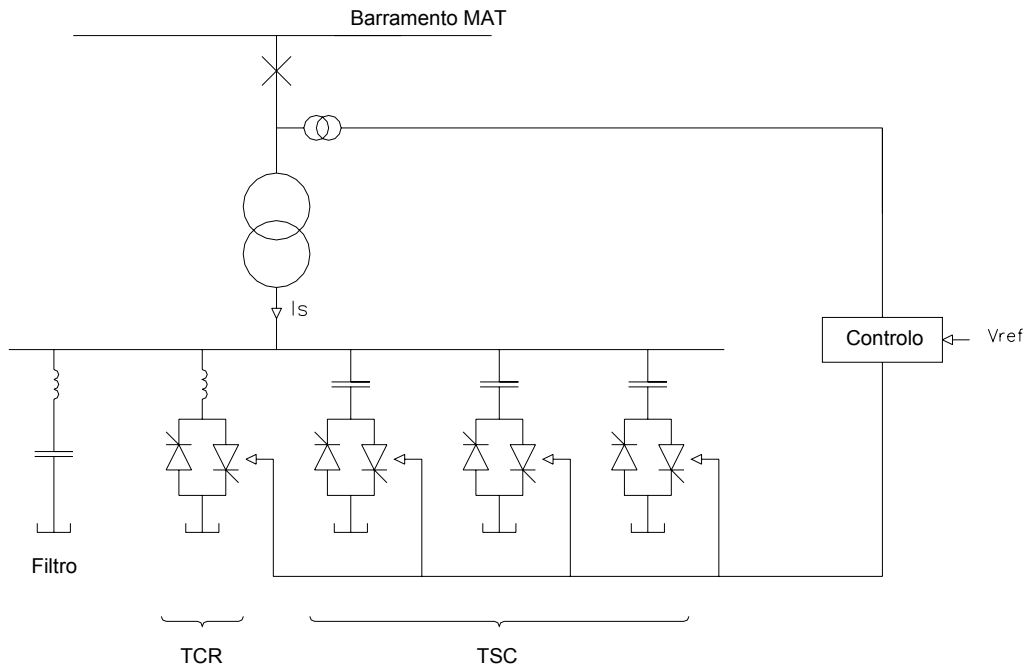 Barramento MAT
Is
Controlo
Vref
Filtro
TCR
TSC